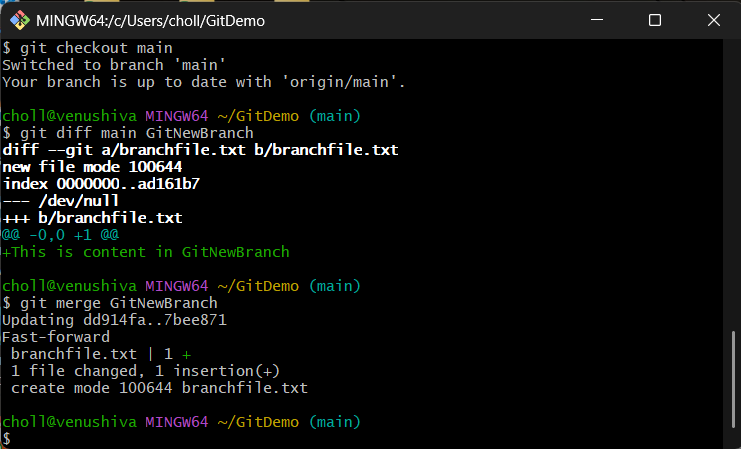 MINGW64:/c/Users/choll/GitDemo
$ git checkout main
Switched to branch 'main'
Your branch is up to date with 'origin/main'.
choll@venushiva MINGW64 ~/GitDemo (main)
$ git diff main GitNewBranch
diff --git a/branchfile.txt b/branchfile.txt
new file mode 100644
index 0000000..ad161b7
--- /dev/null
+++ b/branchfile.txt
@@ -0,0 +1 @@
+This is content in GitNewBranch
choll@venushiva MINGW64 ~/GitDemo (main)
$ git merge GitNewBranch
Updating dd914fa..7bee871
Fast-forward
 branchfile.txt | 1 +
 1 file changed, 1 insertion(+)
 create mode 100644 branchfile.txt
choll@venushiva MINGW64 ~/GitDemo (main)
$